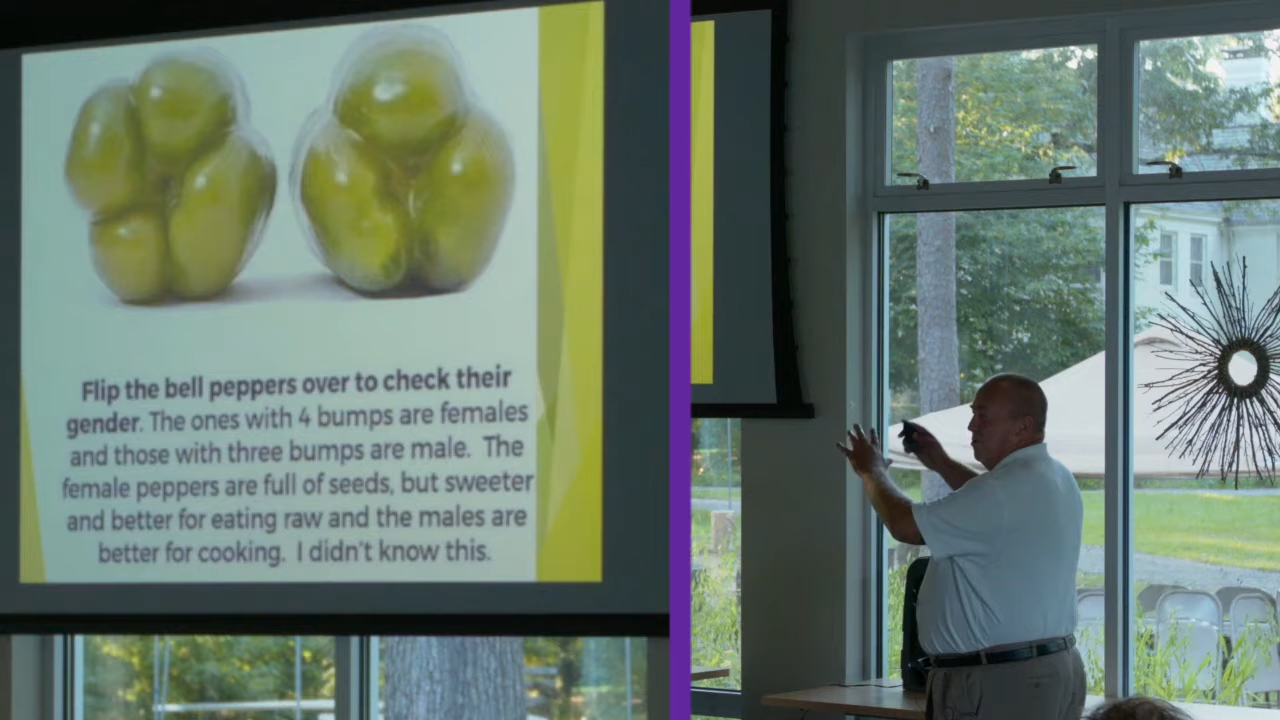 Flip the bell peppers over to check their
gender. The ones with 4 bumps are females
and those with three bumps are male. The
female peppers are full of seeds, but sweeter
and better for eating raw and the males are
better for cooking. I didn't know this.